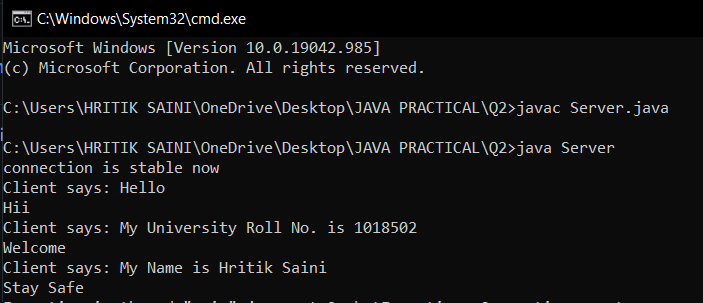 C:\Windows\System32\cmd.exe
Microsoft Windows [Version 10.0.19042.985]
(c) Microsoft Corporation. All rights reserved.
C:\Users\HRITIK SAINI\OneDrive\Desktop\JAVA PRACTICAL\Q2>javac Server.java
C:\Users\HRITIK SAINI\OneDrive\Desktop\JAVA PRACTICAL\Q2>java Server
connection is stable now
Client says: Hello
Hii
Client says: My University Roll No. is 1018502
Welcome
Client says: My Name is Hritik Saini
Stay Safe